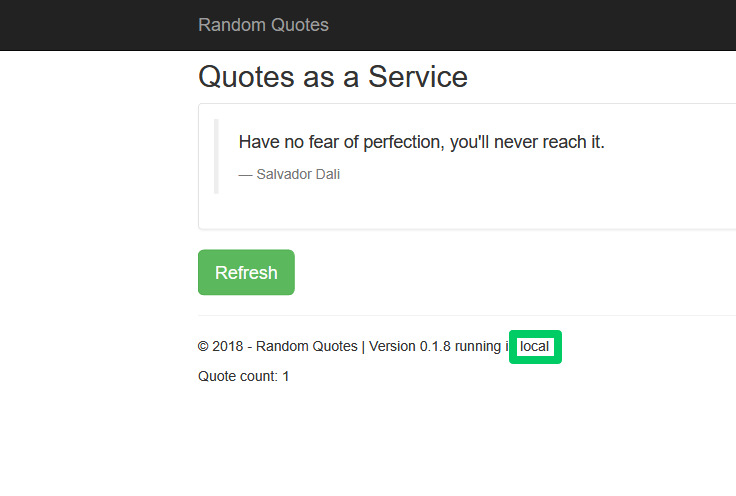 Random Quotes
Quotes as a Service
Have no fear of perfection, you'll never reach it.
— Salvador Dali
Refresh
© 2018 - Random Quotes | Version 0.1.8 running local
Quote count: 1